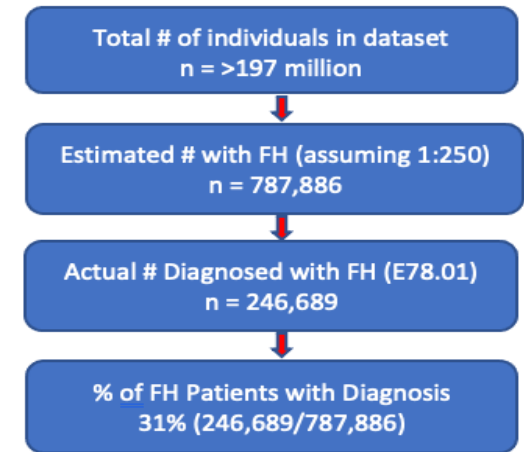 Total # of individuals in dataset
n = >197 million
Estimated # with FH (assuming 1:250)
n = 787,886
Actual # Diagnosed with FH (E78.01)
n = 246,689
% of FH Patients with Diagnosis
31% (246,689/787,886)